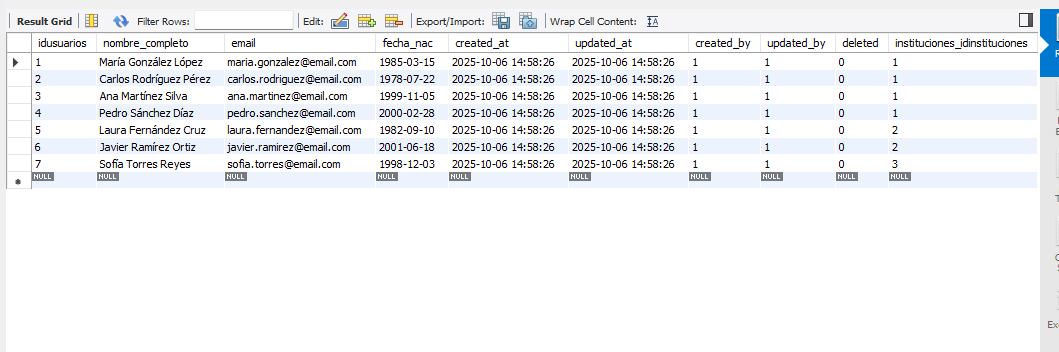 Result Grid Filter Rows: Edit: Export/Import: Wrap Cell Content: IA
idusuarios nombre_completo email fecha_nac created_at updated_at created_by updated_by deleted instituciones_idinstituciones
1 María González López maria.gonzalez@email.com 1985-03-15 2025-10-06 14:58:26 2025-10-06 14:58:26 1 1 0 1
2 Carlos Rodríguez Pérez carlos.rodriguez@email.com 1978-07-22 2025-10-06 14:58:26 2025-10-06 14:58:26 1 1 0 1
3 Ana Martínez Silva ana.martinez@email.com 1999-11-05 2025-10-06 14:58:26 2025-10-06 14:58:26 1 1 0 1
4 Pedro Sánchez Díaz pedro.sanchez@email.com 2000-02-28 2025-10-06 14:58:26 2025-10-06 14:58:26 1 1 0 1
5 Laura Fernández Cruz laura.fernandez@email.com 1982-09-10 2025-10-06 14:58:26 2025-10-06 14:58:26 1 1 0 2
6 Javier Ramírez Ortiz javier.ramirez@email.com 2001-06-18 2025-10-06 14:58:26 2025-10-06 14:58:26 1 1 0 2
7 Sofía Torres Reyes sofia.torres@email.com 1998-12-03 2025-10-06 14:58:26 2025-10-06 14:58:26 1 1 0 3
NULL NULL NULL NULL NULL NULL NULL NULL NULL NULL